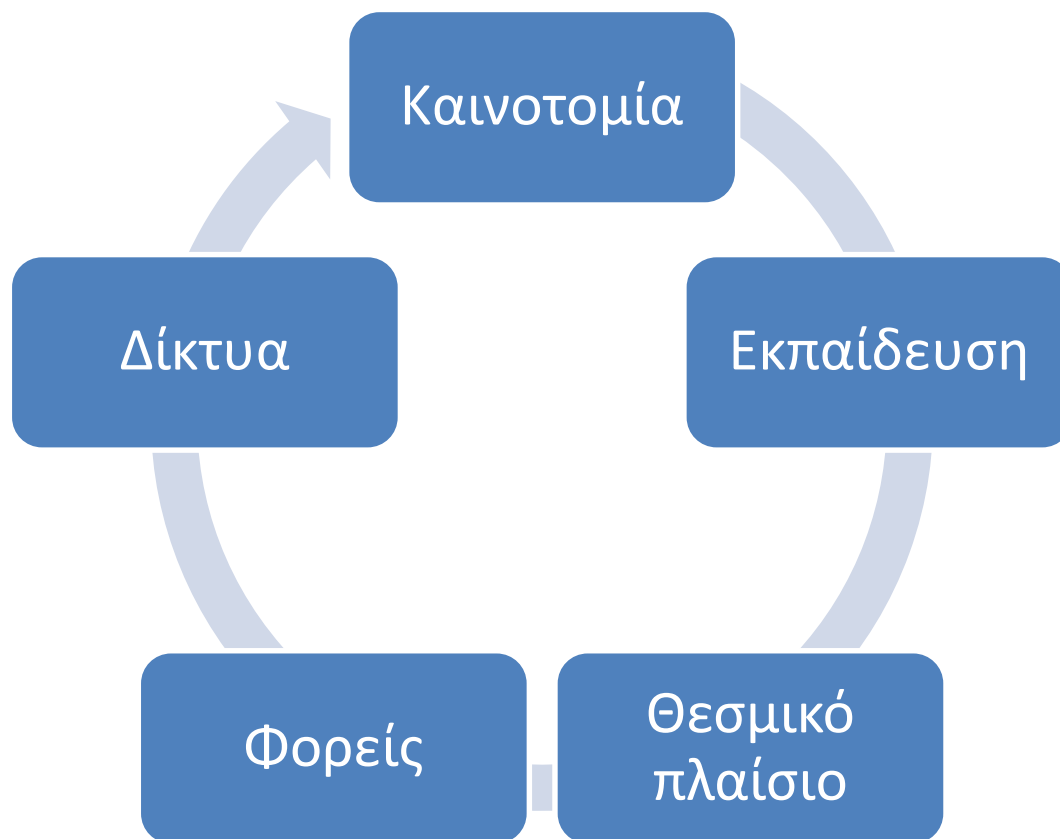 Καινοτομία
Εκπαίδευση
Θεσμικό
πλαίσιο
Φορείς
Δίκτυα